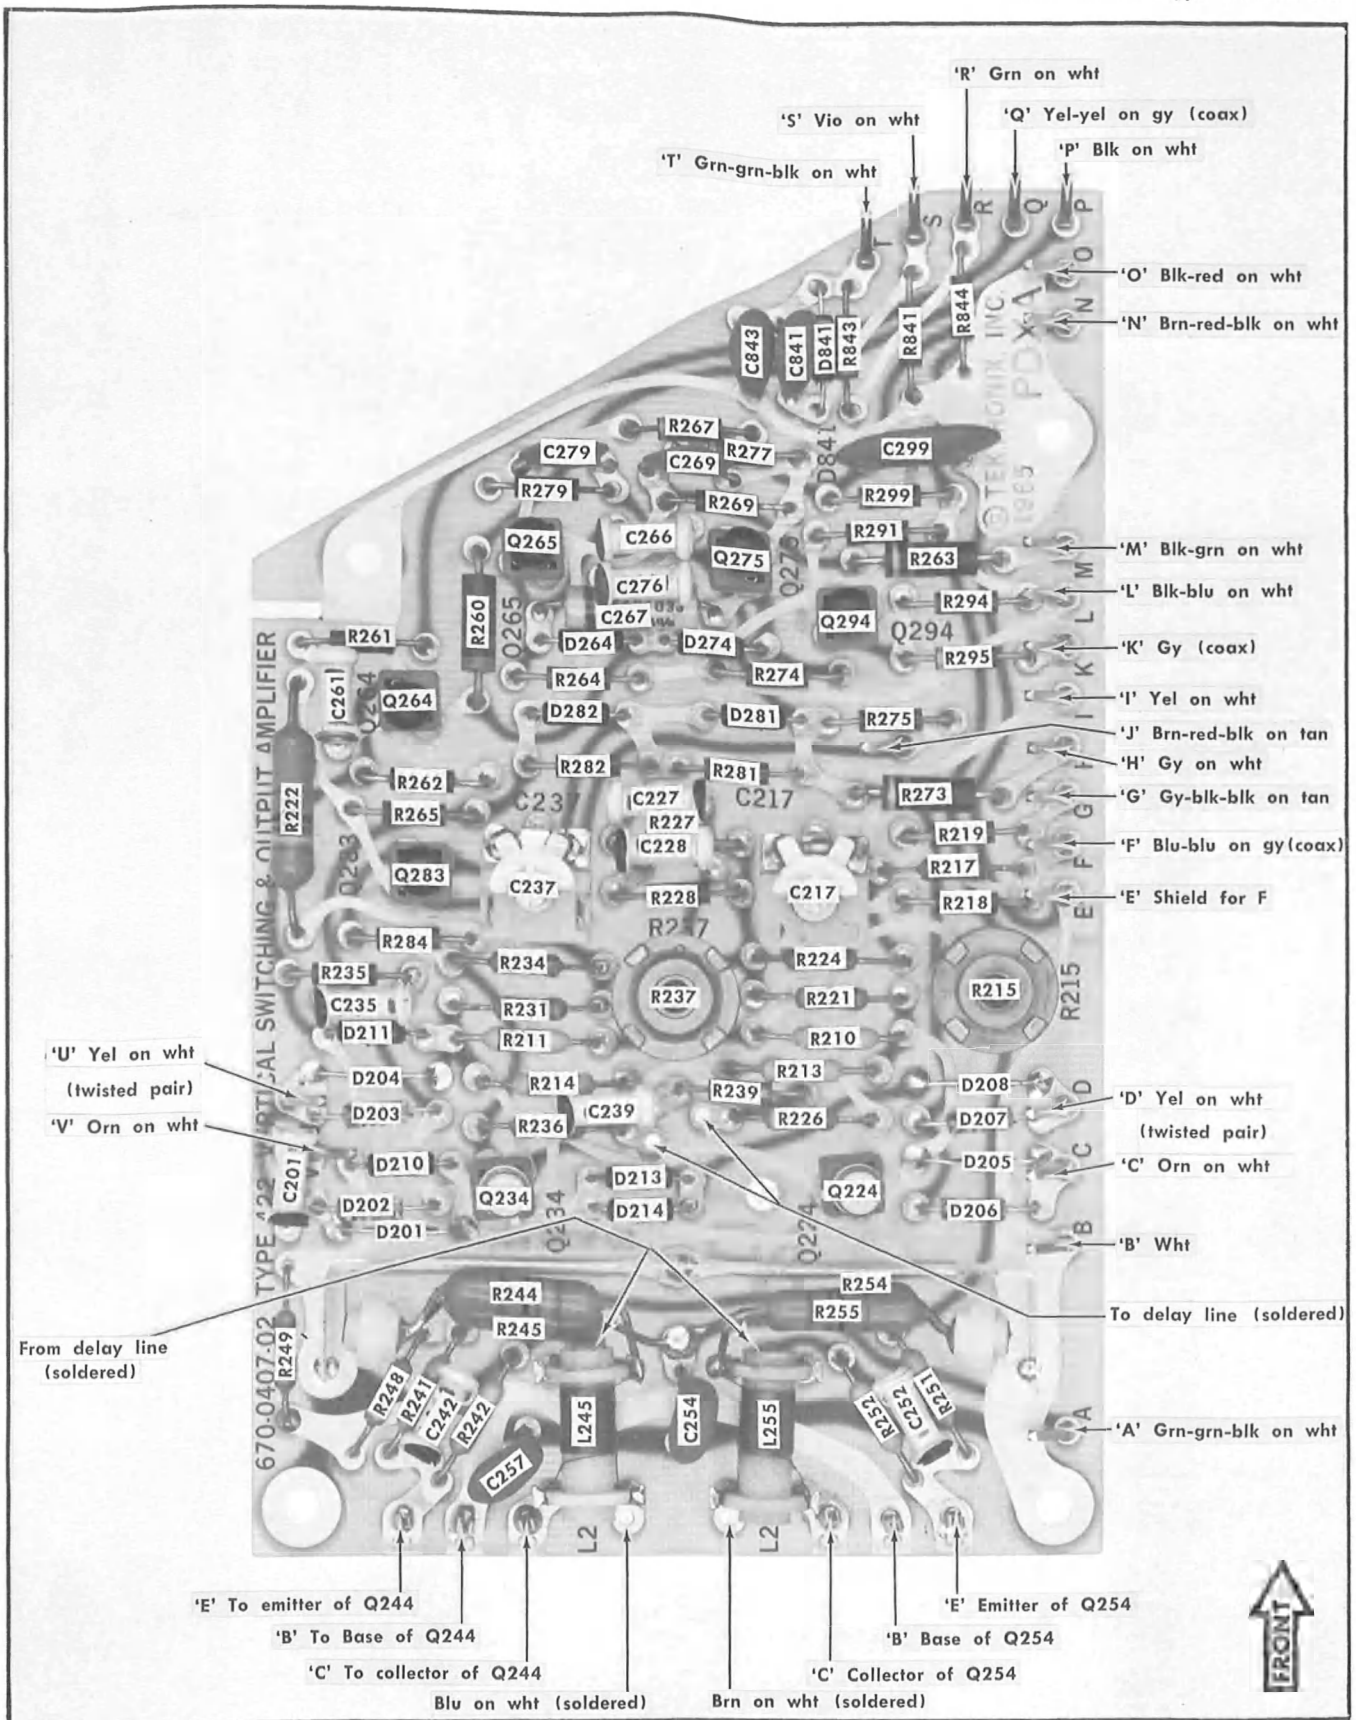 'R' Grn on wht
'S' Vio on wht
'Q' Yel-yel on gy (coax)
'T' Grn-grn-blk on wht
'P' Blk on wht
T
S
R
Q
P
O
N
'O' Blk-red on wht
'N' Brn-red-blk on wht
C843
C841
D841
R843
R841
R844
© TEKTRONIX INC.
1965
PDX-A
D841
R267
C279
R277
C269
C299
R279
R269
R299
Q265
C266
Q275
R291
R263
M
'M' Blk-grn on wht
C276
R260
Q265
C267
Q294
R294
L
'L' Blk-blu on wht
R261
D264
D274
Q294
R295
K
'K' Gy (coax)
C261
Q264
Q264
R264
R274
I
'I' Yel on wht
D282
D281
R275
'J' Brn-red-blk on tan
R222
R262
R282
R281
H
'H' Gy on wht
R265
C237
C227
C217
R273
G
'G' Gy-blk-blk on tan
R227
R219
Q283
Q283
C228
F
'F' Blu-blu on gy(coax)
C237
R228
C217
R217
R218
E
'E' Shield for F
R284
R237
R235
R234
R224
C235
R231
R237
R221
R215
R215
D211
R211
R210
'U' Yel on wht
(twisted pair)
D204
R214
R239
R213
D208
D
'D' Yel on wht
(twisted pair)
D203
R236
C239
R226
D207
'V' Orn on wht
C201
D210
Q234
D213
Q224
D205
C
'C' Orn on wht
D202
D201
Q234
D214
Q224
D206
B
'B' Wht
R244
R245
R254
R255
To delay line (soldered)
From delay line
(soldered)
R249
R248
R241
C242
R242
C257
L245
C254
L255
R252
C252
R251
A
'A' Grn-grn-blk on wht
670-0407-02 TYPE 422 VERTICAL SWITCHING & OUTPUT AMPLIFIER
L2
L2
'E' To emitter of Q244
'B' To Base of Q244
'C' To collector of Q244
Blu on wht (soldered)
Brn on wht (soldered)
'C' Collector of Q254
'B' Base of Q254
'E' Emitter of Q254
FRONT